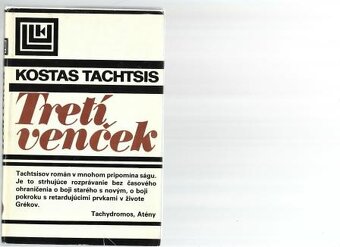 KOSTAS TACHTSIS
Tretí
venček
Tachtsisov román v mnohom pripomína ságu.
Je to strhujúce rozprávanie bez časového
ohraničenia o boji starého s novým, o boji
pokroku s retardujúcimi prvkami v živote
Grékov.
Tachydromos, Atény